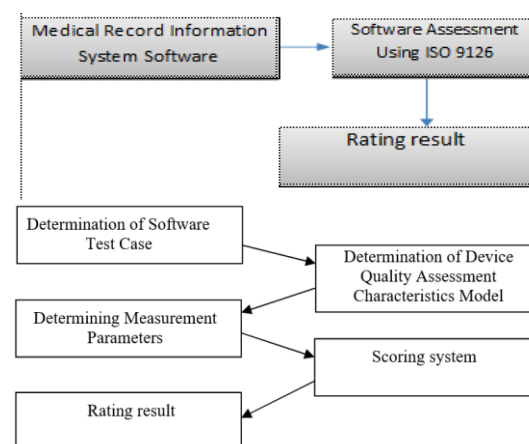 Medical Record Information
System Software
Software Assessment
Using ISO 9126
Rating result
Determination of Software
Test Case
Determination of Device
Quality Assessment
Characteristics Model
Determining Measurement
Parameters
Scoring system
Rating result